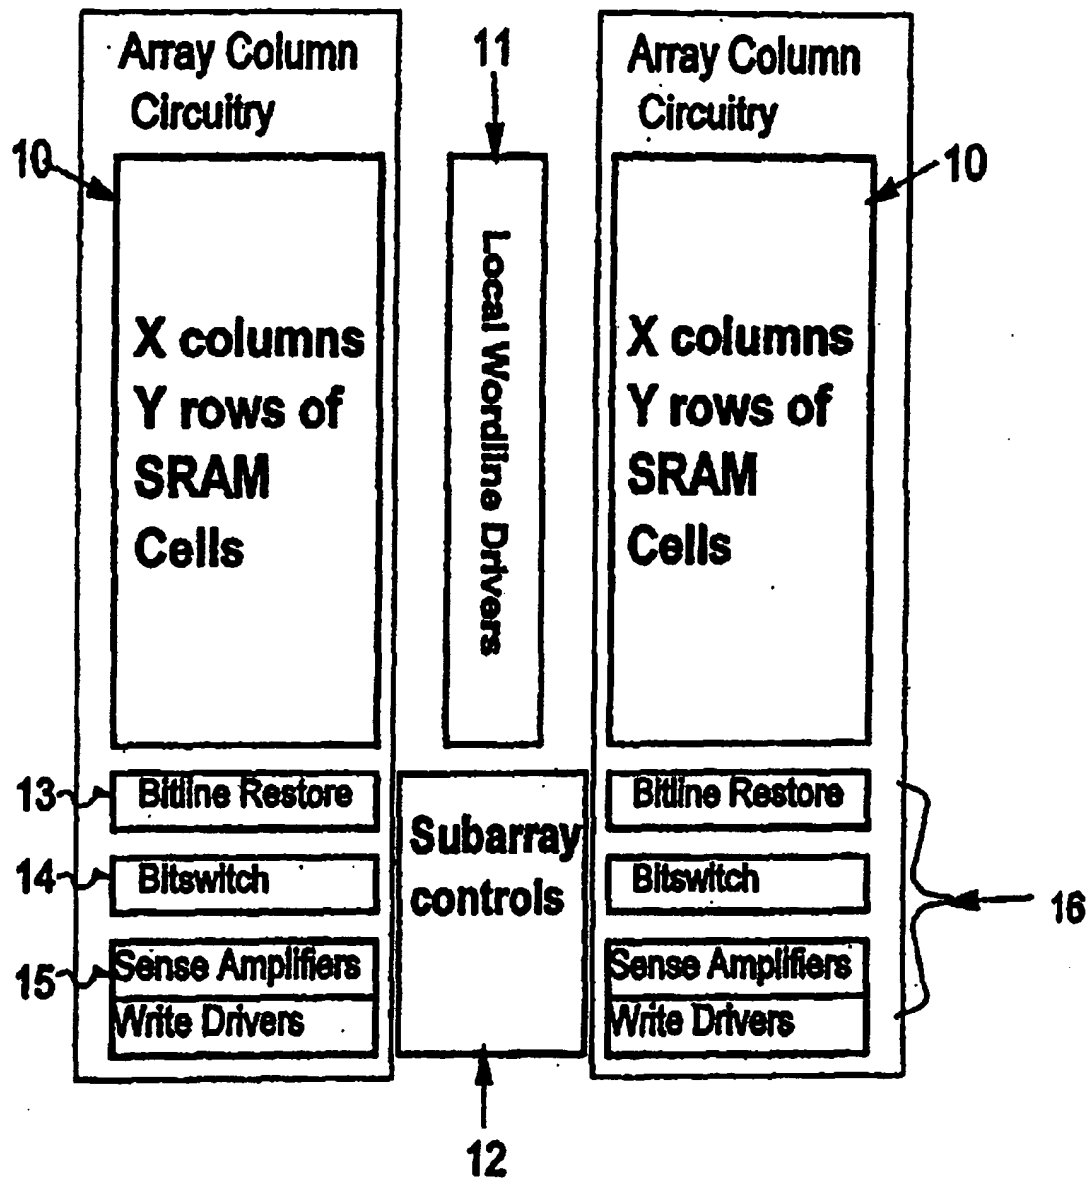 Array Column
Circuitry
10
X columns
Y rows of
SRAM
Cells
13
Bitline Restore
14
Bitswitch
15
Sense Amplifiers
Write Drivers
11
Local Wordline Drivers
Subarray
controls
12
Array Column
Circuitry
10
X columns
Y rows of
SRAM
Cells
Bitline Restore
Bitswitch
Sense Amplifiers
Write Drivers
16